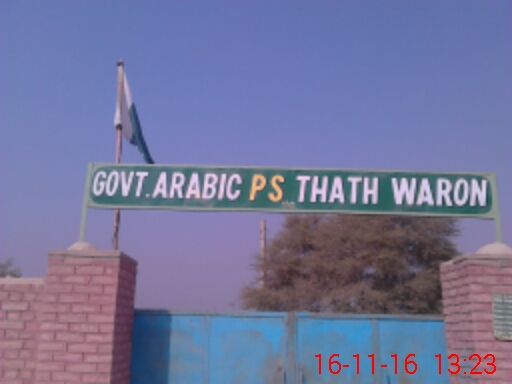 GOVT. ARABIC PS THATH WARON
16-11-16 13:23